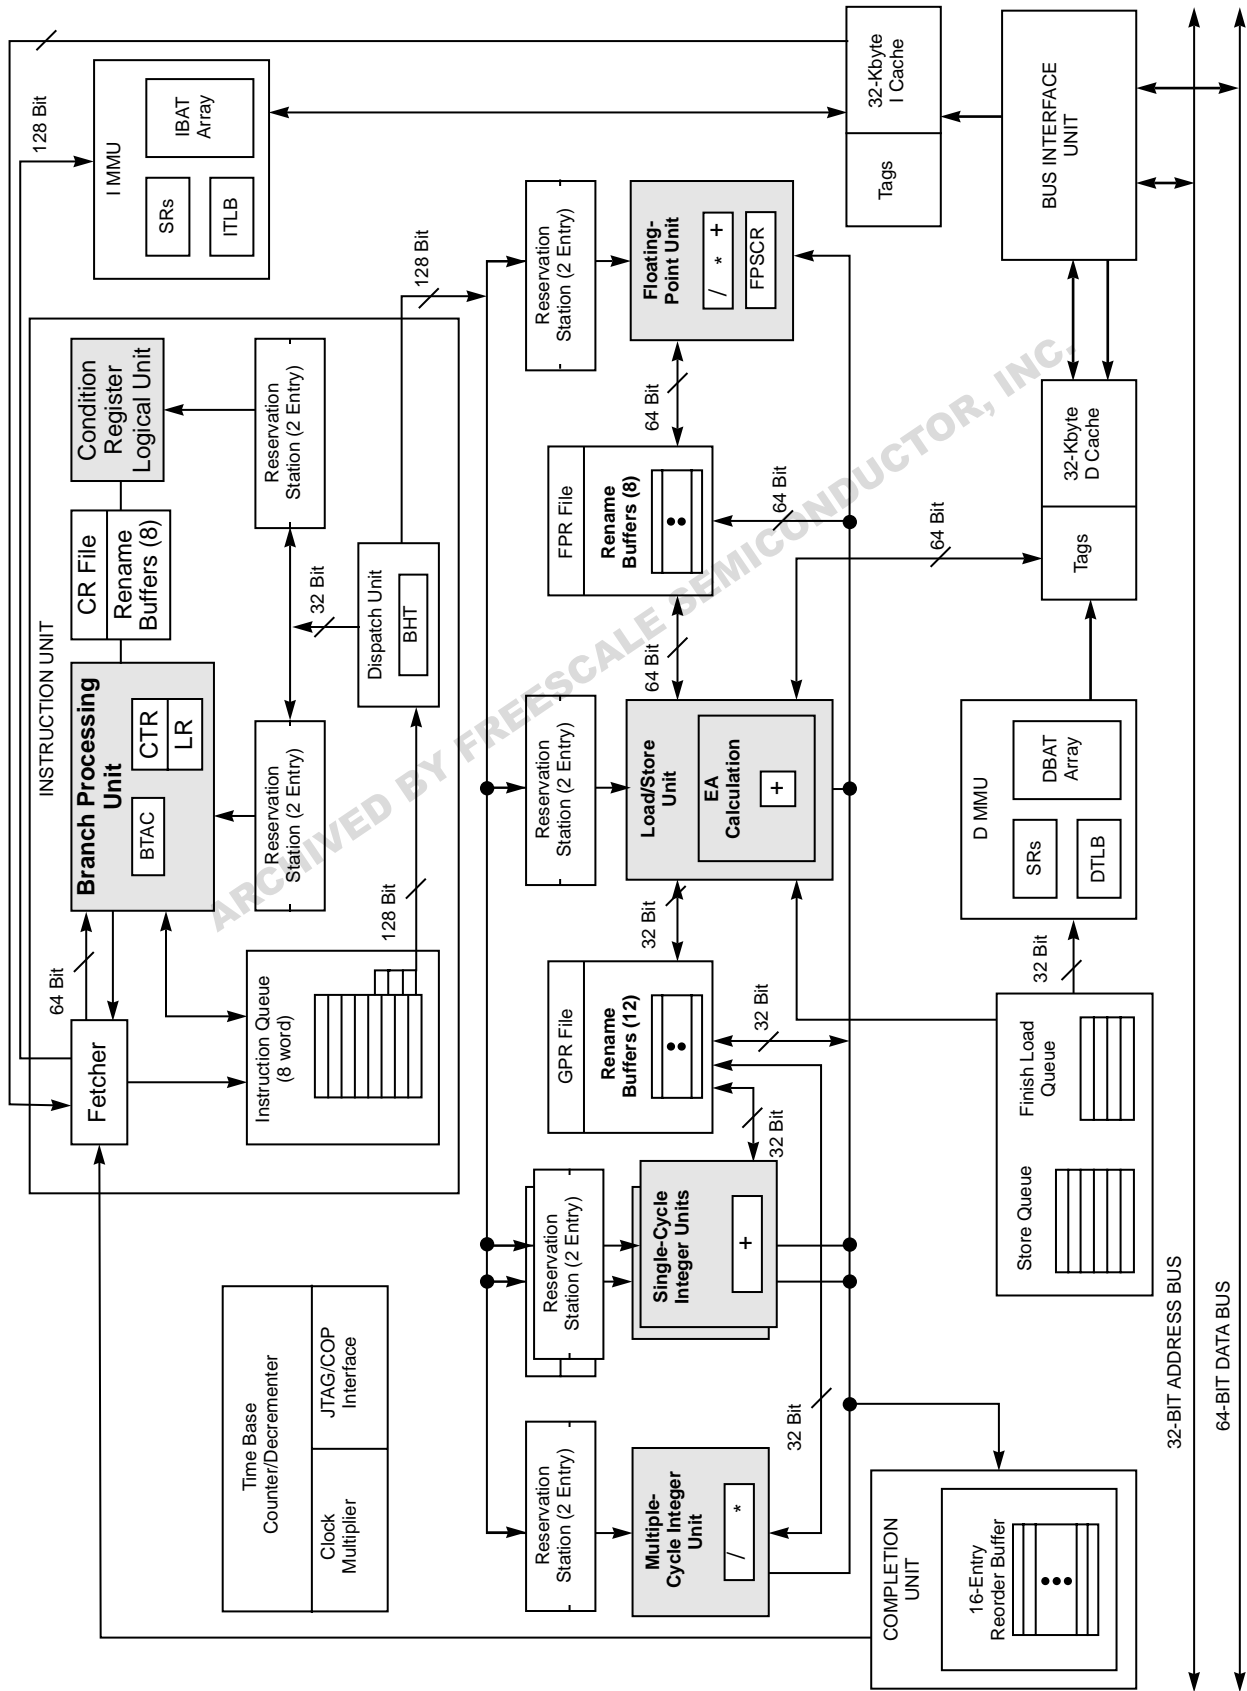 INSTRUCTION UNIT
Fetcher
64 Bit
Branch Processing
Unit
BTAC
CTR
LR
CR File
Rename
Buffers (8)
Condition
Register
Logical Unit
128 Bit
I MMU
SRs
ITLB
IBAT
Array
Instruction Queue
(8 word)
128 Bit
Reservation
Station (2 Entry)
32 Bit
Dispatch Unit
BHT
Reservation
Station (2 Entry)
128 Bit
Time Base
Counter/Decrementer
Clock
Multiplier
JTAG/COP
Interface
Reservation
Station (2 Entry)
Reservation
Station (2 Entry)
Reservation
Station (2 Entry)
Reservation
Station (2 Entry)
Multiple-
Cycle Integer
Unit
/ *
Single-Cycle
Integer Units
+
32 Bit
32 Bit
GPR File
Rename
Buffers (12)
32 Bit
32 Bit
Load/Store
Unit
EA
Calculation
+
64 Bit
FPR File
Rename
Buffers (8)
64 Bit
64 Bit
Floating-
Point Unit
/ * +
FPSCR
64 Bit
Tags
32-Kbyte
I Cache
COMPLETION
UNIT
16-Entry
Reorder Buffer
Store Queue
Finish Load
Queue
32 Bit
D MMU
SRs
DTLB
DBAT
Array
Tags
32-Kbyte
D Cache
BUS INTERFACE
UNIT
32-BIT ADDRESS BUS
64-BIT DATA BUS
ARCHIVED BY FREESCALE SEMICONDUCTOR, INC.